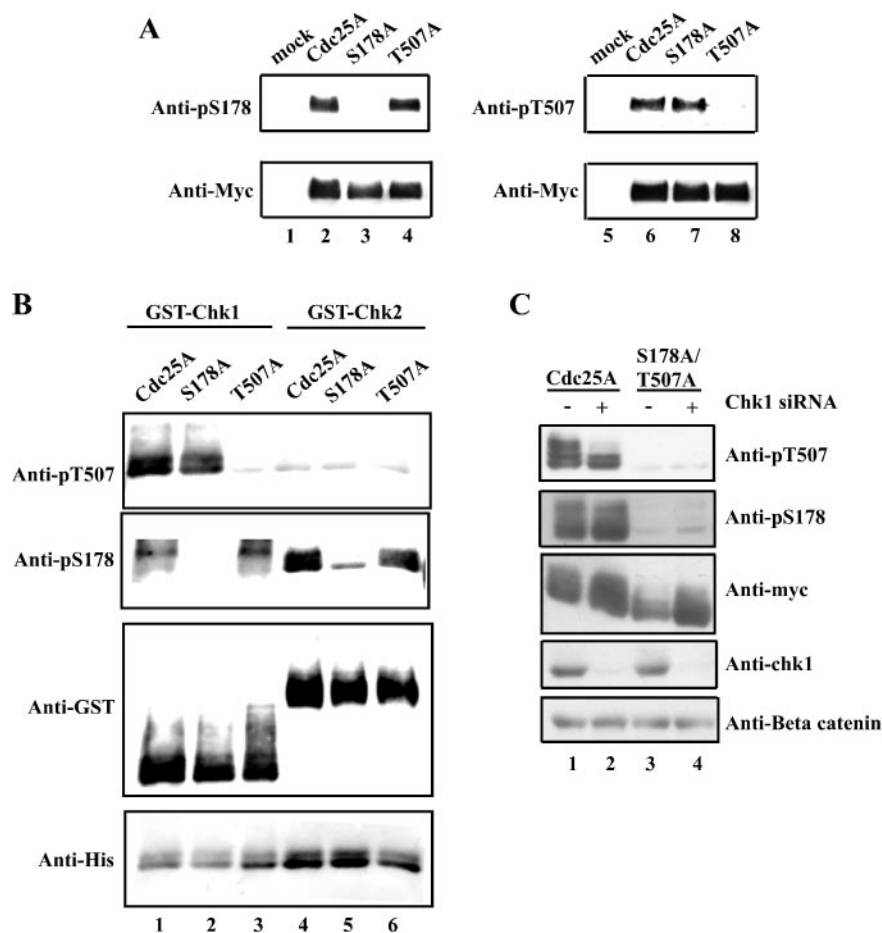 A
mock Cdc25A S178A T507A
Anti-pS178
Anti-Myc
1 2 3 4
mock Cdc25A S178A T507A
Anti-pT507
Anti-Myc
5 6 7 8
B
GST-Chk1 GST-Chk2
Cdc25A S178A T507A Cdc25A S178A T507A
Anti-pT507
Anti-pS178
Anti-GST
Anti-His
1 2 3 4 5 6
C
Cdc25A S178A/
T507A
- + - + Chk1 siRNA
Anti-pT507
Anti-pS178
Anti-myc
Anti-chk1
Anti-Beta catenin
1 2 3 4